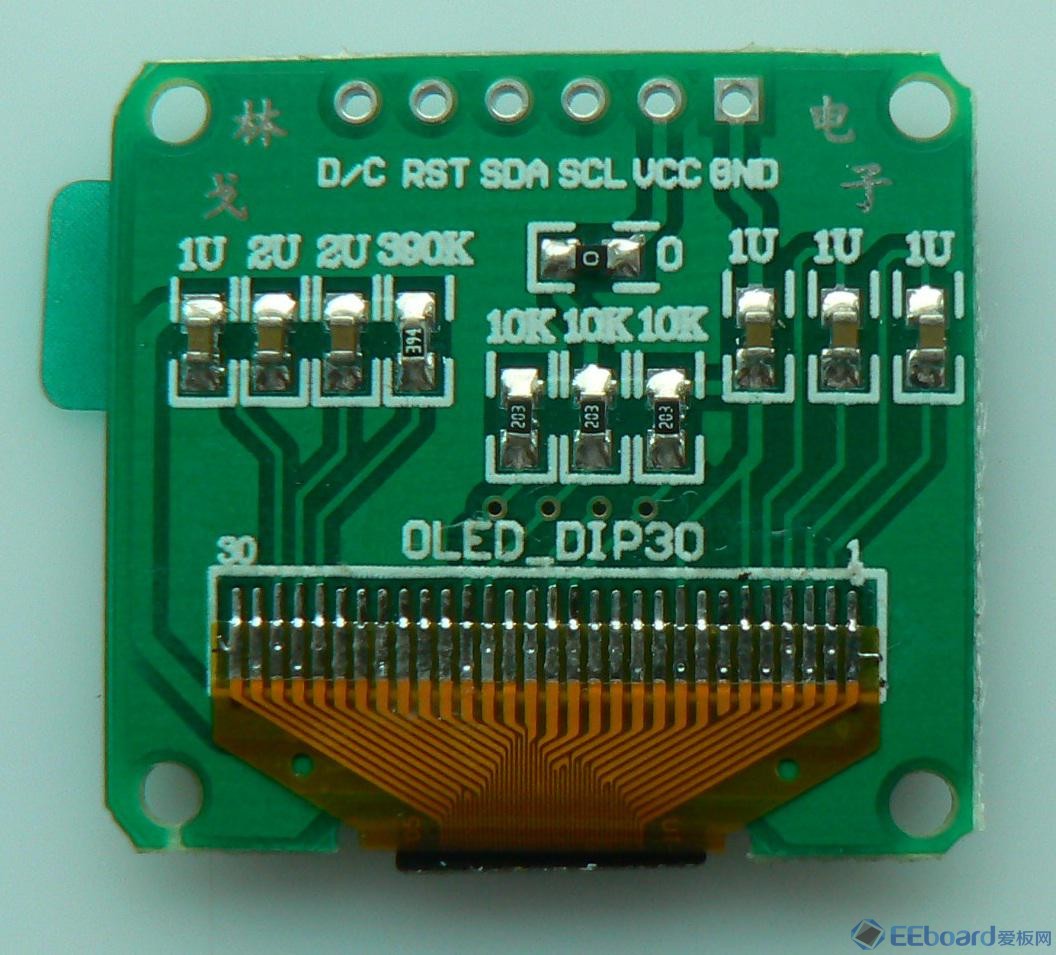 林 电
D/C RST SDA SCL VCC GND
戈 子
1U 2U 2U 390K 0 0 1U 1U 1U
10K 10K 10K
394
203 203 203
OLED_DIP30
30 1
EEboard爱板网